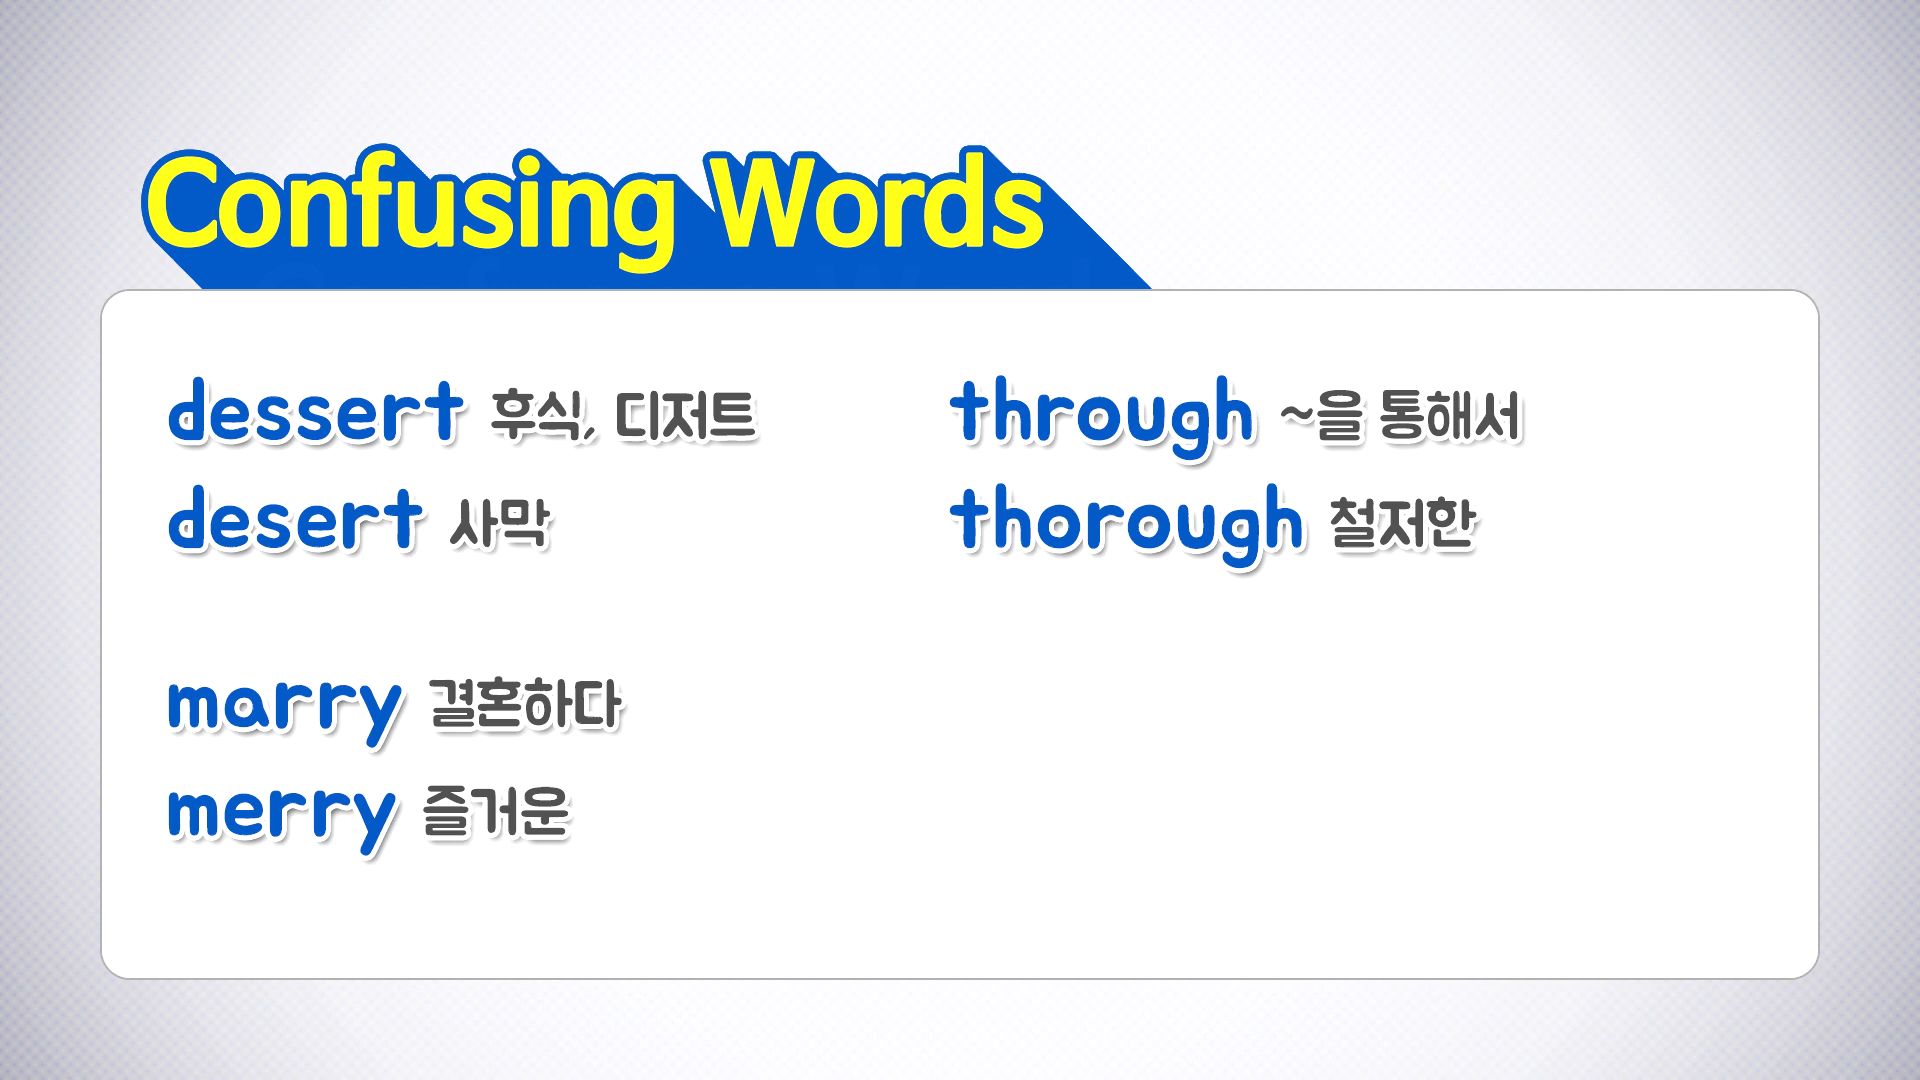 Confusing Words
dessert 후식, 디저트
desert 사막
marry 결혼하다
merry 즐거운
through ~을 통해서
thorough 철저한